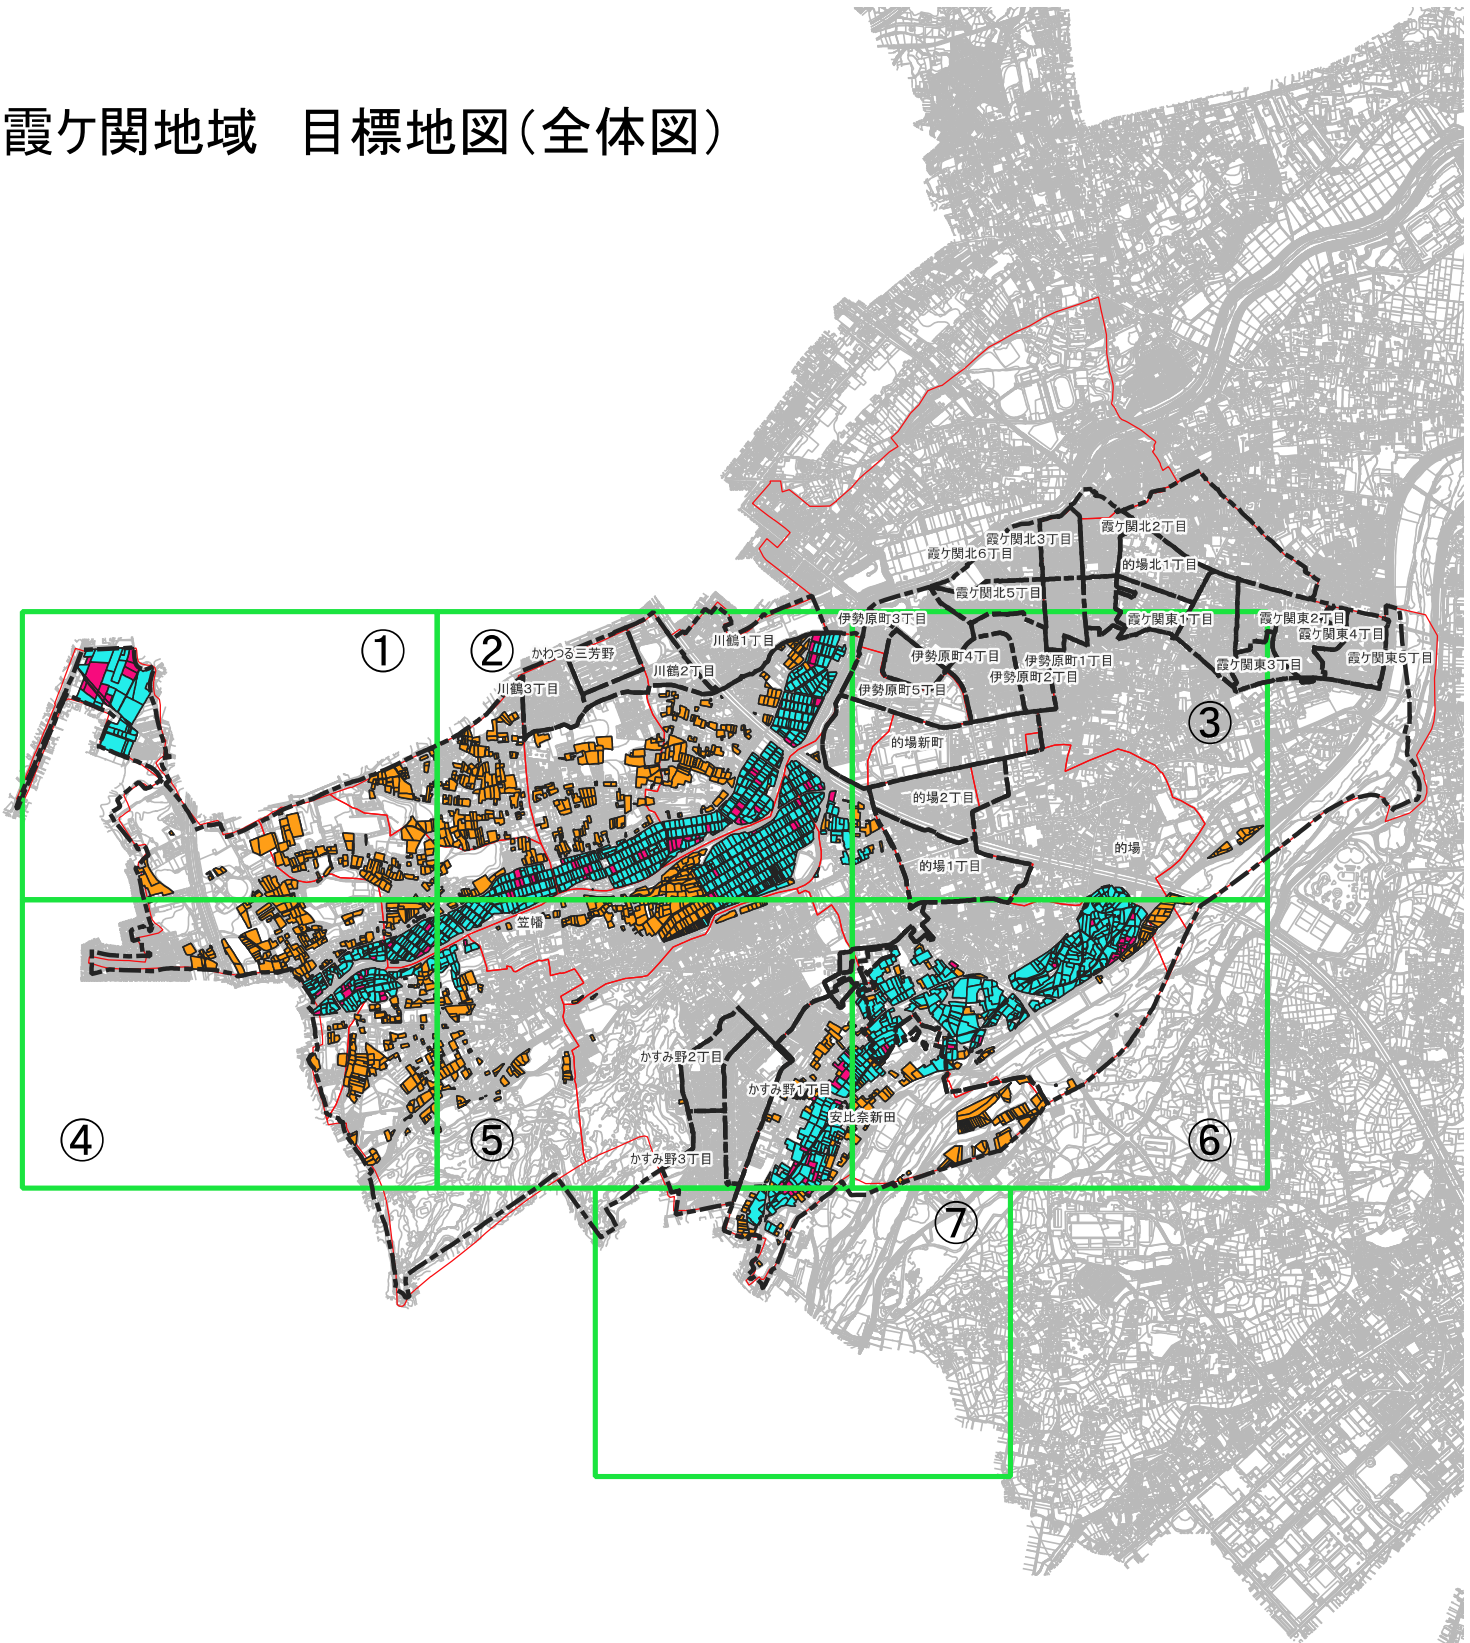 霞ケ関地域　目標地図（全体図）
霞ケ関北2丁目
霞ケ関北3丁目
霞ケ関北6丁目
的場北1丁目
霞ケ関北5丁目
伊勢原町3丁目
霞ケ関東1丁目
霞ケ関東2丁目
霞ケ関東4丁目
①
②
川鶴1丁目
かわつる三芳野
伊勢原町4丁目
伊勢原町1丁目
霞ケ関東3丁目
霞ケ関東5丁目
川鶴2丁目
伊勢原町2丁目
川鶴3丁目
伊勢原町5丁目
③
的場新町
的場2丁目
的場
的場1丁目
笠幡
かすみ野2丁目
かすみ野1丁目
安比奈新田
④
⑤
⑥
かすみ野3丁目
⑦